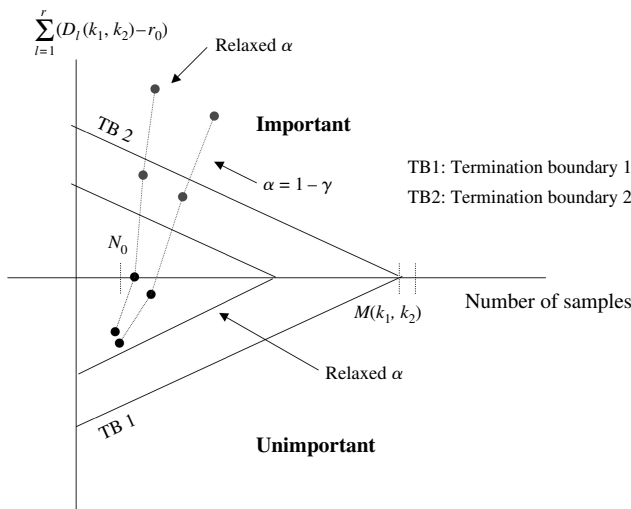 r
∑ (D_l(k_1, k_2)–r_0)
l=1
Relaxed α
TB 2
Important
α = 1 – γ
TB1: Termination boundary 1
TB2: Termination boundary 2
N_0
Number of samples
M(k_1, k_2)
Relaxed α
TB 1
Unimportant